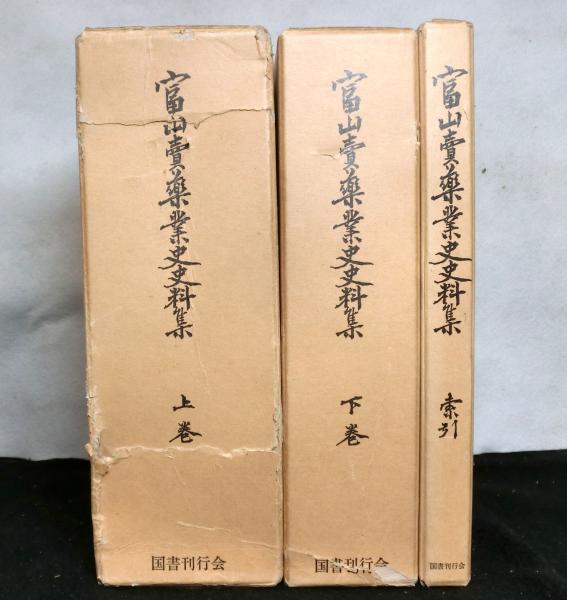 富山賣藥業史史料集
上巻
国書刊行会
富山賣藥業史史料集
下巻
国書刊行会
富山賣藥業史史料集
索引
国書刊行会